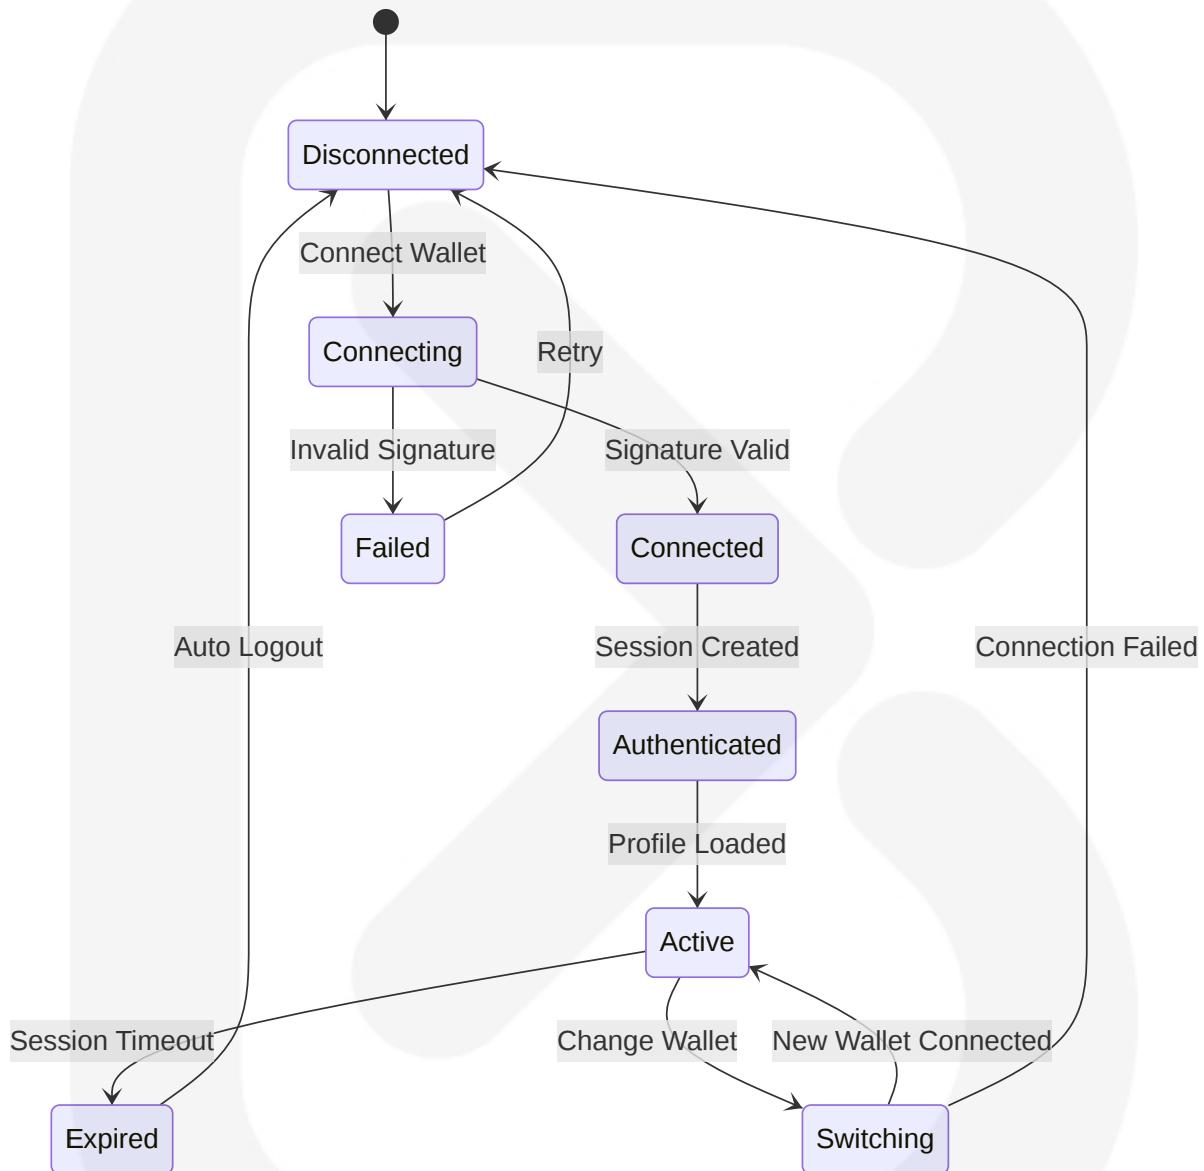 Disconnected
Connect Wallet
Connecting
Retry
Invalid Signature
Signature Valid
Failed
Connected
Auto Logout
Session Created
Connection Failed
Authenticated
Profile Loaded
Active
Session Timeout
Change Wallet
New Wallet Connected
Expired
Switching